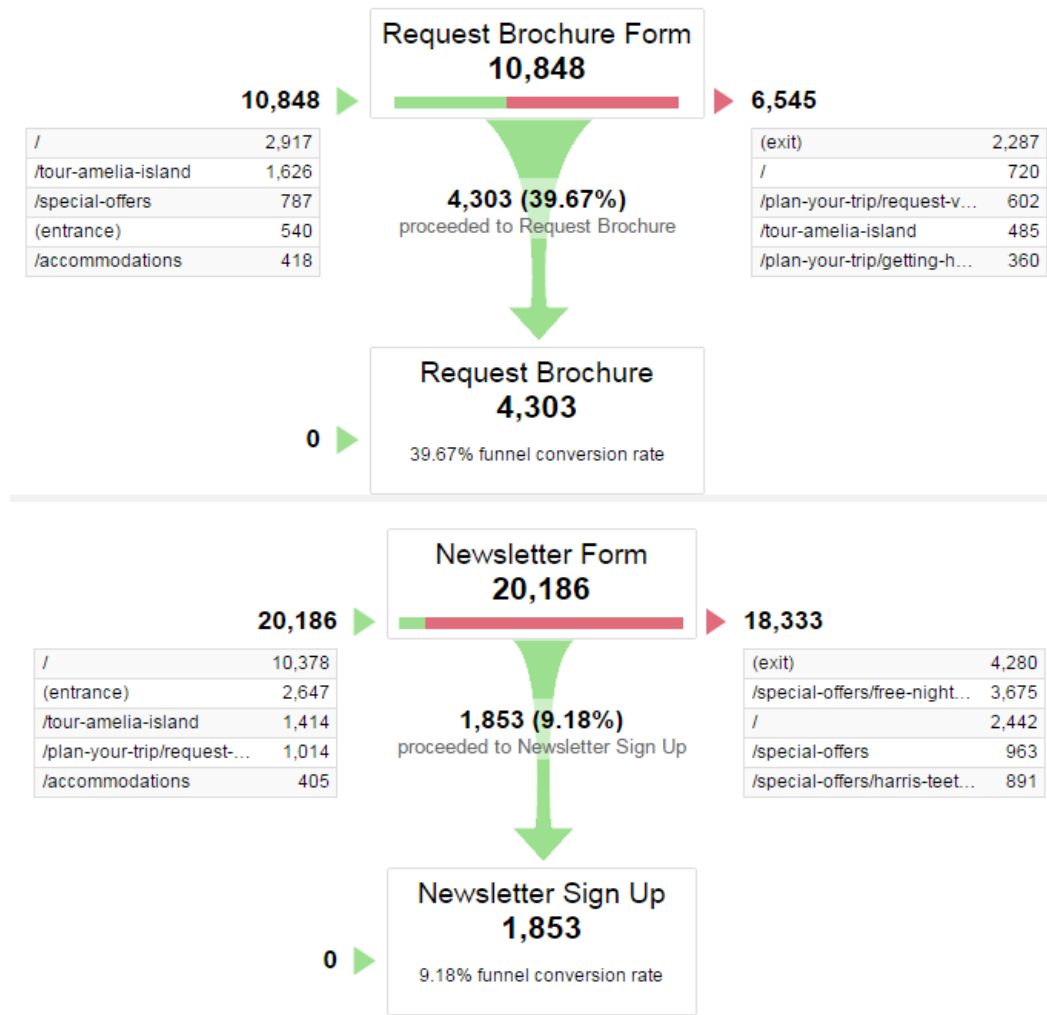 Request Brochure Form
10,848
10,848
6,545
/ 2,917
/tour-amelia-island 1,626
/special-offers 787
(entrance) 540
/accommodations 418
(exit) 2,287
/ 720
/plan-your-trip/request-v... 602
/tour-amelia-island 485
/plan-your-trip/getting-h... 360
4,303 (39.67%)
proceeded to Request Brochure
Request Brochure
4,303
0
39.67% funnel conversion rate
Newsletter Form
20,186
20,186
18,333
/ 10,378
(entrance) 2,647
/tour-amelia-island 1,414
/plan-your-trip/request-... 1,014
/accommodations 405
(exit) 4,280
/special-offers/free-night... 3,675
/ 2,442
/special-offers 963
/special-offers/harris-teet... 891
1,853 (9.18%)
proceeded to Newsletter Sign Up
Newsletter Sign Up
1,853
0
9.18% funnel conversion rate